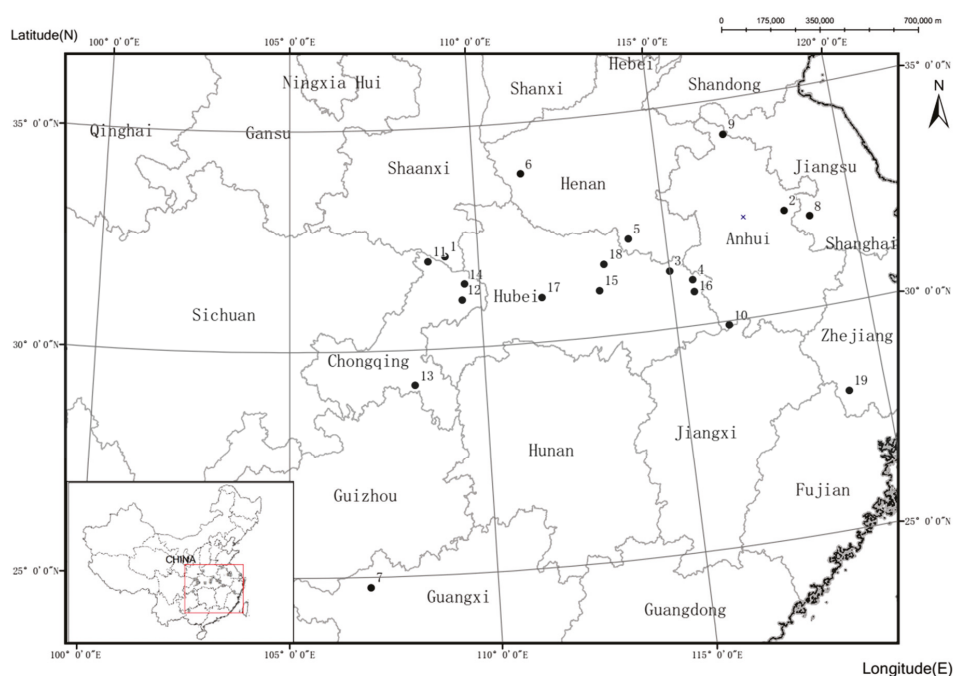 0 175,000 350,000 700,000 m
Latitude(N)
100° 0'0"E 105° 0'0"E 110° 0'0"E 115° 0'0"E 120° 0'0"E
Hebei
35° 0'0"N
Ningxia Hui
Shanxi
Shandong
N
35° 0'0"N
Qinghai
Gansu
9
Shaanxi
6
Henan
Jiangsu
2
8
5
Anhui
Shanghai
11
1
18
3
4
14
12
Hubei
17
15
16
30° 0'0"N
Sichuan
10
Zhejiang
30° 0'0"N
Chongqing
13
19
Hunan
Jiangxi
Guizhou
Fujian
25° 0'0"N
CHINA
25° 0'0"N
7
Guangxi
Guangdong
100° 0'0"E 105° 0'0"E 110° 0'0"E 115° 0'0"E
Longitude(E)